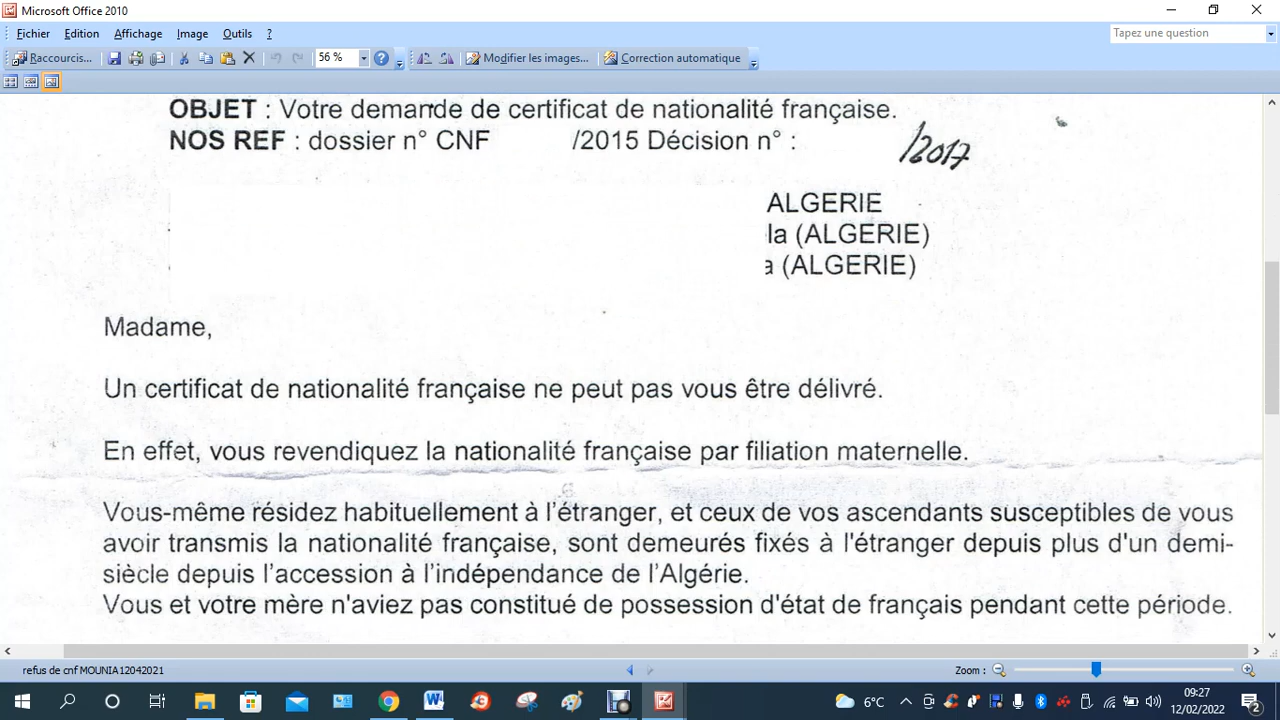 Microsoft Office 2010
Fichier Edition Affichage Image Outils ?
Tapez une question
Raccourcis... 56 % Modifier les images... Correction automatique
OBJET : Votre demande de certificat de nationalité française.
NOS REF : dossier n° CNF /2015 Décision n° : /2017
ALGERIE
la (ALGERIE)
a (ALGERIE)
Madame,
Un certificat de nationalité française ne peut pas vous être délivré.
En effet, vous revendiquez la nationalité française par filiation maternelle.
Vous-même résidez habituellement à l'étranger, et ceux de vos ascendants susceptibles de vous
avoir transmis la nationalité française, sont demeurés fixés à l'étranger depuis plus d'un demi-
siècle depuis l'accession à l'indépendance de l'Algérie.
Vous et votre mère n'aviez pas constitué de possession d'état de français pendant cette période.
refus de cnf MOUNIA12042021
Zoom :
6°C
09:27
12/02/2022
2